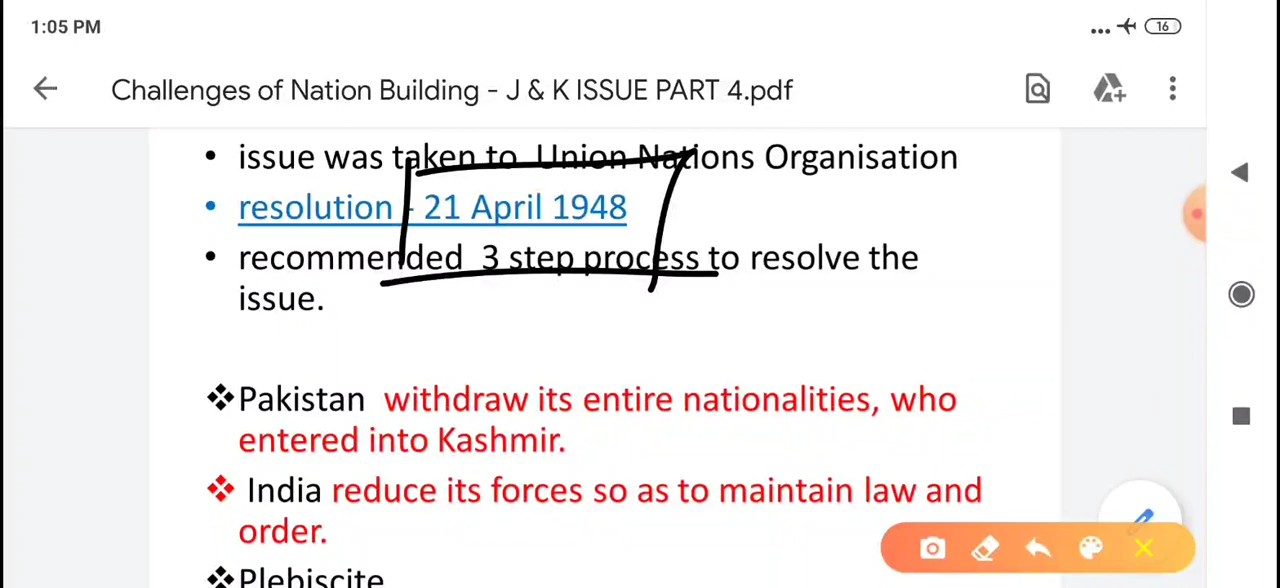 1:05 PM
16
Challenges of Nation Building - J & K ISSUE PART 4.pdf
• issue was taken to Union Nations Organisation
• resolution - 21 April 1948
• recommended 3 step process to resolve the
issue.
❖Pakistan withdraw its entire nationalities, who
entered into Kashmir.
❖ India reduce its forces so as to maintain law and
order.
❖Plebiscite